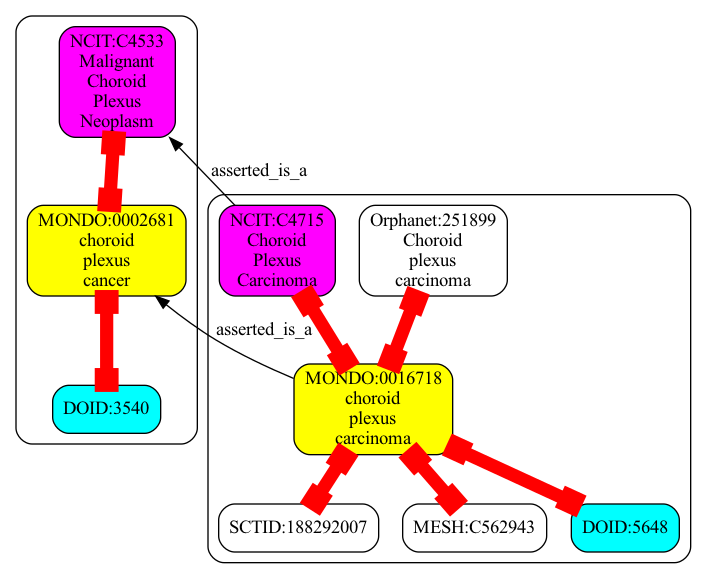 NCIT:C4533
Malignant
Choroid
Plexus
Neoplasm
asserted_is_a
MONDO:0002681
choroid
plexus
cancer
NCIT:C4715
Choroid
Plexus
Carcinoma
Orphanet:251899
Choroid
plexus
carcinoma
asserted_is_a
DOID:3540
MONDO:0016718
choroid
plexus
carcinoma
SCTID:188292007
MESH:C562943
DOID:5648